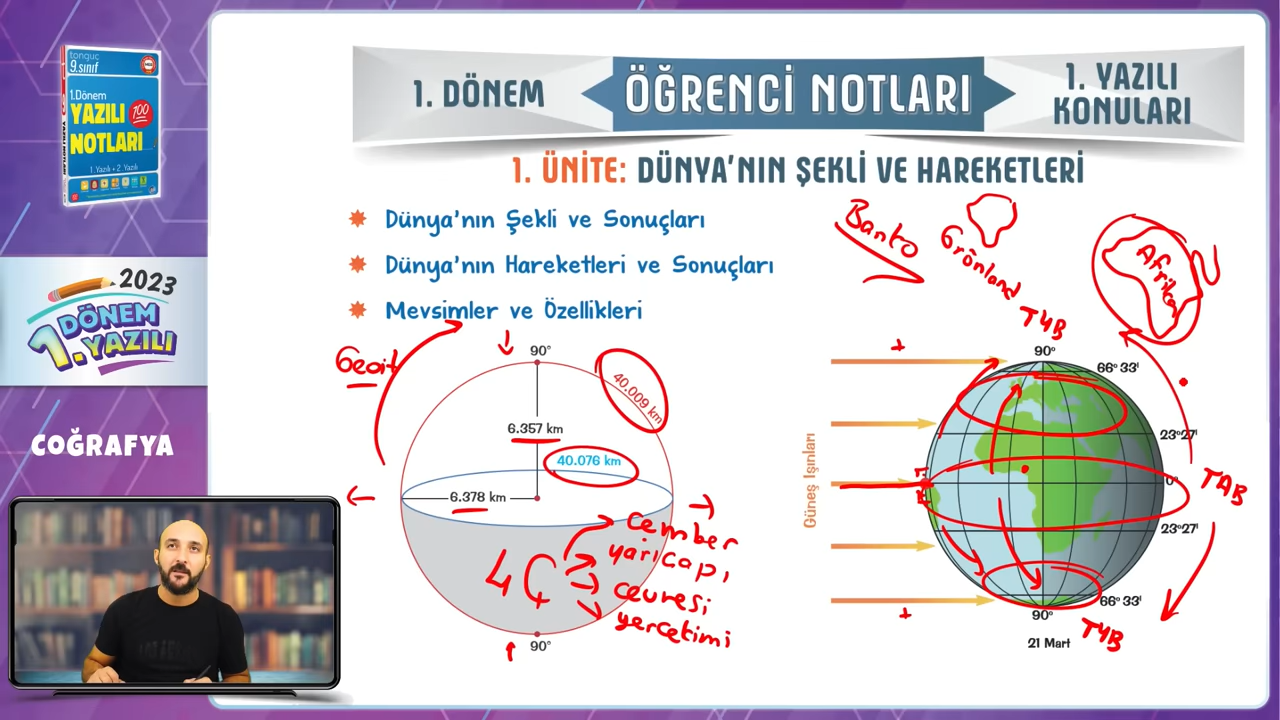 tonguç
9.sınıf
1.Dönem
YAZILI
100
NOTLARI
1.Yazılı + 2.Yazılı
YAZILI NOTLARI
2023
1. DÖNEM
YAZILI
COĞRAFYA
1. DÖNEM
ÖĞRENCİ NOTLARI
1. YAZILI
KONULARI
1. ÜNİTE: DÜNYA'NIN ŞEKLİ VE HAREKETLERİ
Dünya'nın Şekli ve Sonuçları
Dünya'nın Hareketleri ve Sonuçları
Mevsimler ve Özellikleri
Geoit
90°
40.009 km
6.357 km
40.076 km
6.378 km
4Ç
Çember
yarıçapı
çevresi
yerçekimi
90°
Grönland
Afrika
TYB
90°
66° 33'
23°27'
0°
TAB
23°27'
66° 33'
90°
TYB
21 Mart
Güneş Işınları
+
+